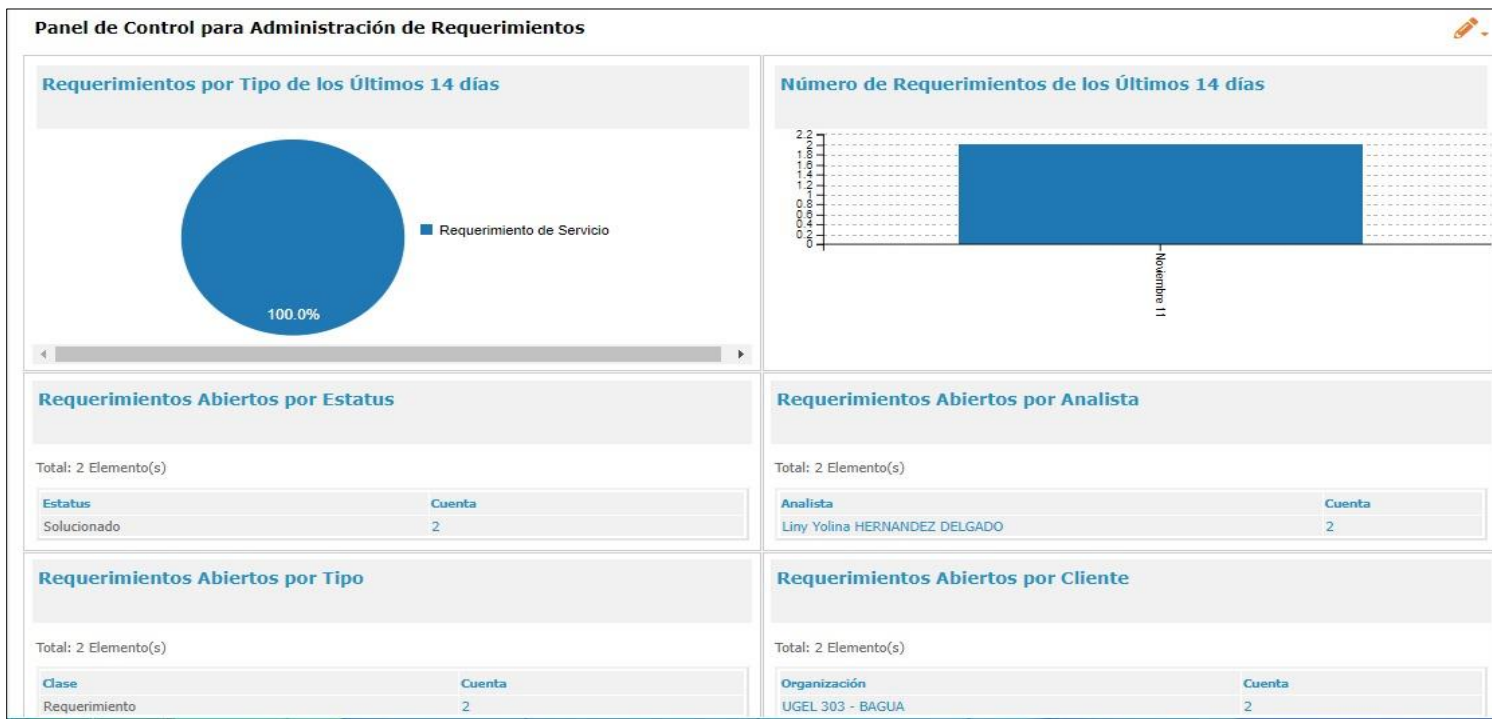 Panel de Control para Administración de Requerimientos
Requerimientos por Tipo de los Últimos 14 días
100.0%
Requerimiento de Servicio
Número de Requerimientos de los Últimos 14 días
2.2
2
1.8
1.6
1.4
1.2
1
0.8
0.6
0.4
0.2
0
Noviembre 11
Requerimientos Abiertos por Estatus
Total: 2 Elemento(s)
Estatus Cuenta
Solucionado 2
Requerimientos Abiertos por Analista
Total: 2 Elemento(s)
Analista Cuenta
Liny Yolina HERNANDEZ DELGADO 2
Requerimientos Abiertos por Tipo
Total: 2 Elemento(s)
Clase Cuenta
Requerimiento 2
Requerimientos Abiertos por Cliente
Total: 2 Elemento(s)
Organización Cuenta
UGEL 303 - BAGUA 2